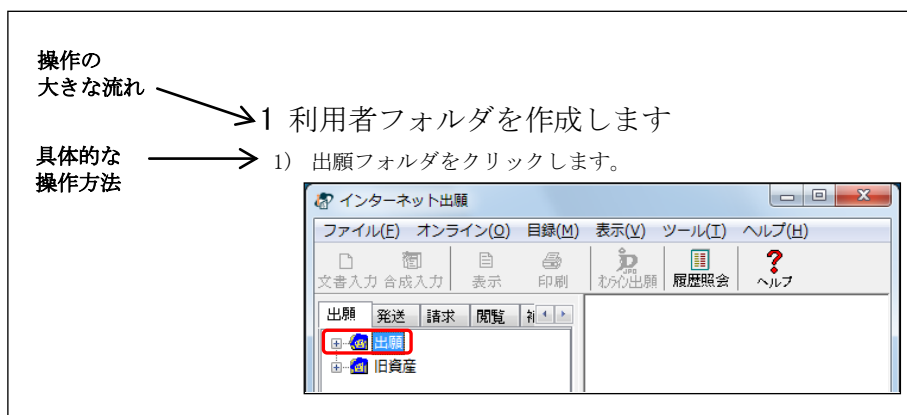 操作の
大きな流れ
1 利用者フォルダを作成します
具体的な
操作方法
1) 出願フォルダをクリックします。
インターネット出願
ファイル(F) オンライン(O) 目録(M) 表示(V) ツール(T) ヘルプ(H)
文書入力 合成入力 表示 印刷 むらくも出願 履歴照会 ヘルプ
出願 発送 請求 閲覧
出願
旧資産